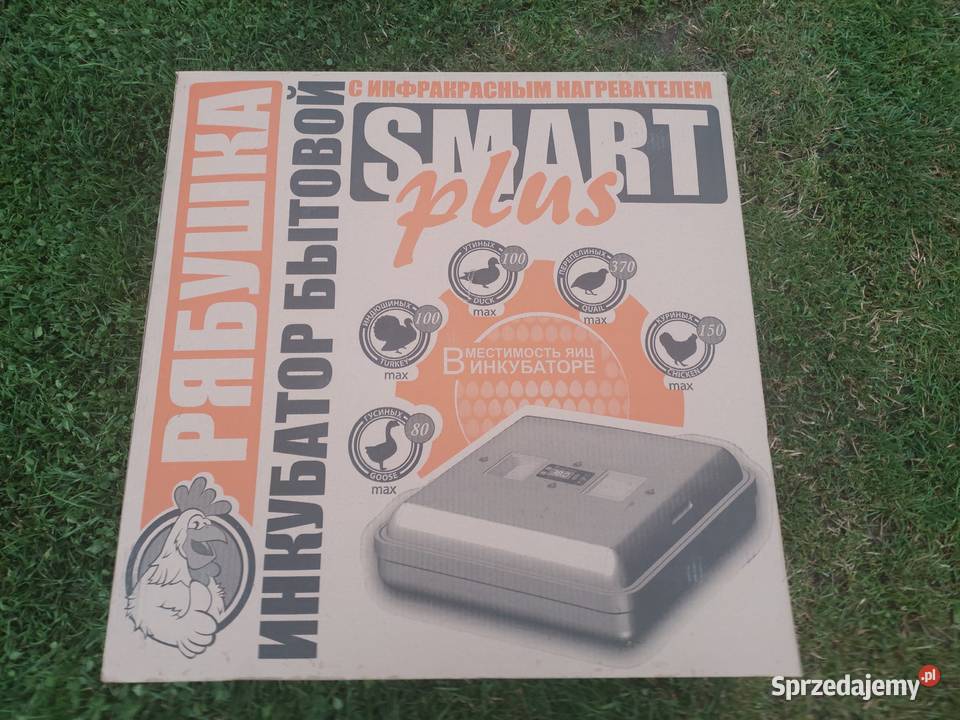 РЯБУШКА
ИНКУБАТОР БЫТОВОЙ
С ИНФРАКРАСНЫМ НАГРЕВАТЕЛЕМ
SMART
plus
УТИНЫХ
100
DUCK
max
ПЕРЕПЕЛИНЫХ
370
QUAIL
max
ИНДЮШИНЫХ
100
TURKEY
max
КУРИНЫХ
150
CHICKEN
max
ГУСИНЫХ
80
GOOSE
max
ВМЕСТИМОСТЬ ЯИЦ
В ИНКУБАТОРЕ
Sprzedajemy.pl